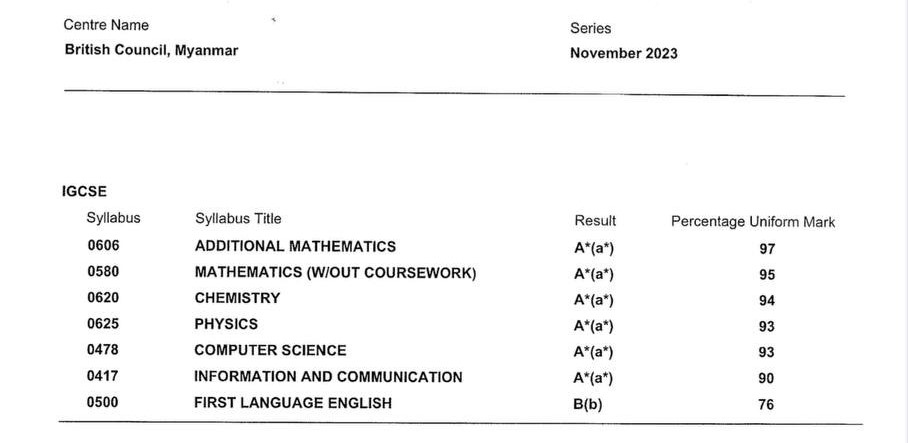 Centre Name
British Council, Myanmar
Series
November 2023
IGCSE
Syllabus Syllabus Title Result Percentage Uniform Mark
0606 ADDITIONAL MATHEMATICS A*(a*) 97
0580 MATHEMATICS (W/OUT COURSEWORK) A*(a*) 95
0620 CHEMISTRY A*(a*) 94
0625 PHYSICS A*(a*) 93
0478 COMPUTER SCIENCE A*(a*) 93
0417 INFORMATION AND COMMUNICATION A*(a*) 90
0500 FIRST LANGUAGE ENGLISH B(b) 76